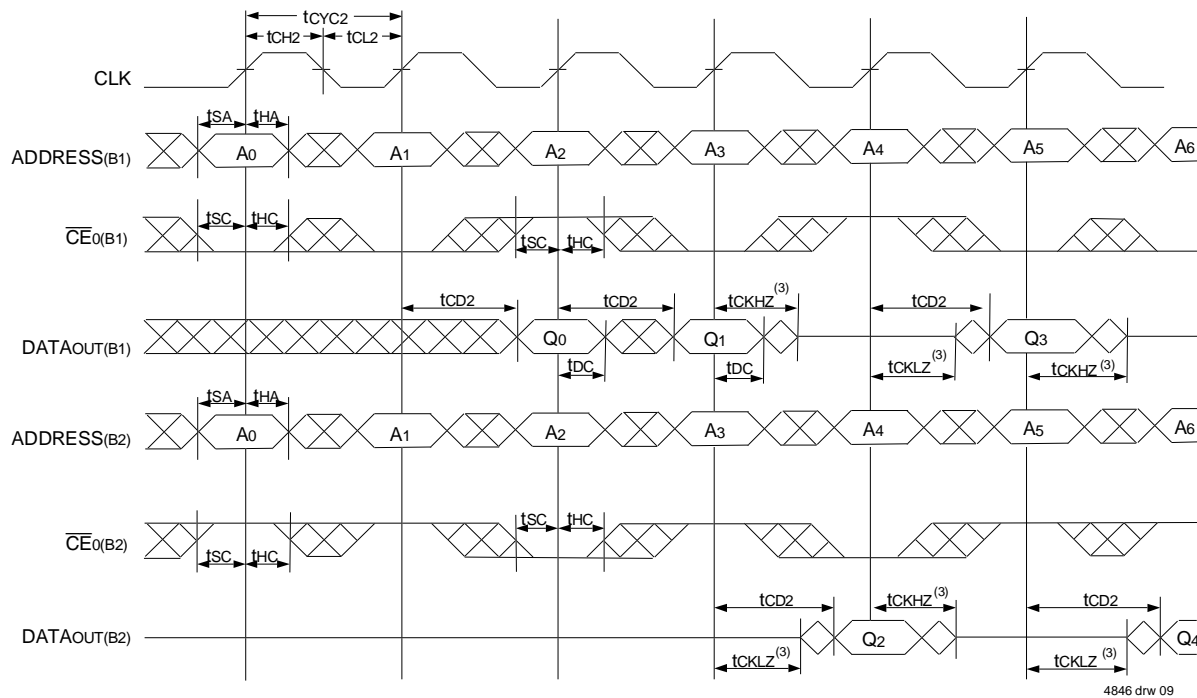 tCYC2
tCH2 tCL2
CLK
tSA tHA
ADDRESS(B1) A0 A1 A2 A3 A4 A5 A6
tSC tHC
CE0(B1)
tSC tHC
tCD2 tCD2 tCKHZ(3) tCD2
DATAOUT(B1) Q0 Q1 Q3
tDC tDC tCKLZ(3) tCKHZ(3)
tSA tHA
ADDRESS(B2) A0 A1 A2 A3 A4 A5 A6
tSC tHC
CE0(B2)
tSC tHC
tCD2 tCKHZ(3) tCD2
DATAOUT(B2) Q2 Q4
tCKLZ(3) tCKLZ(3)
4846 drw 09